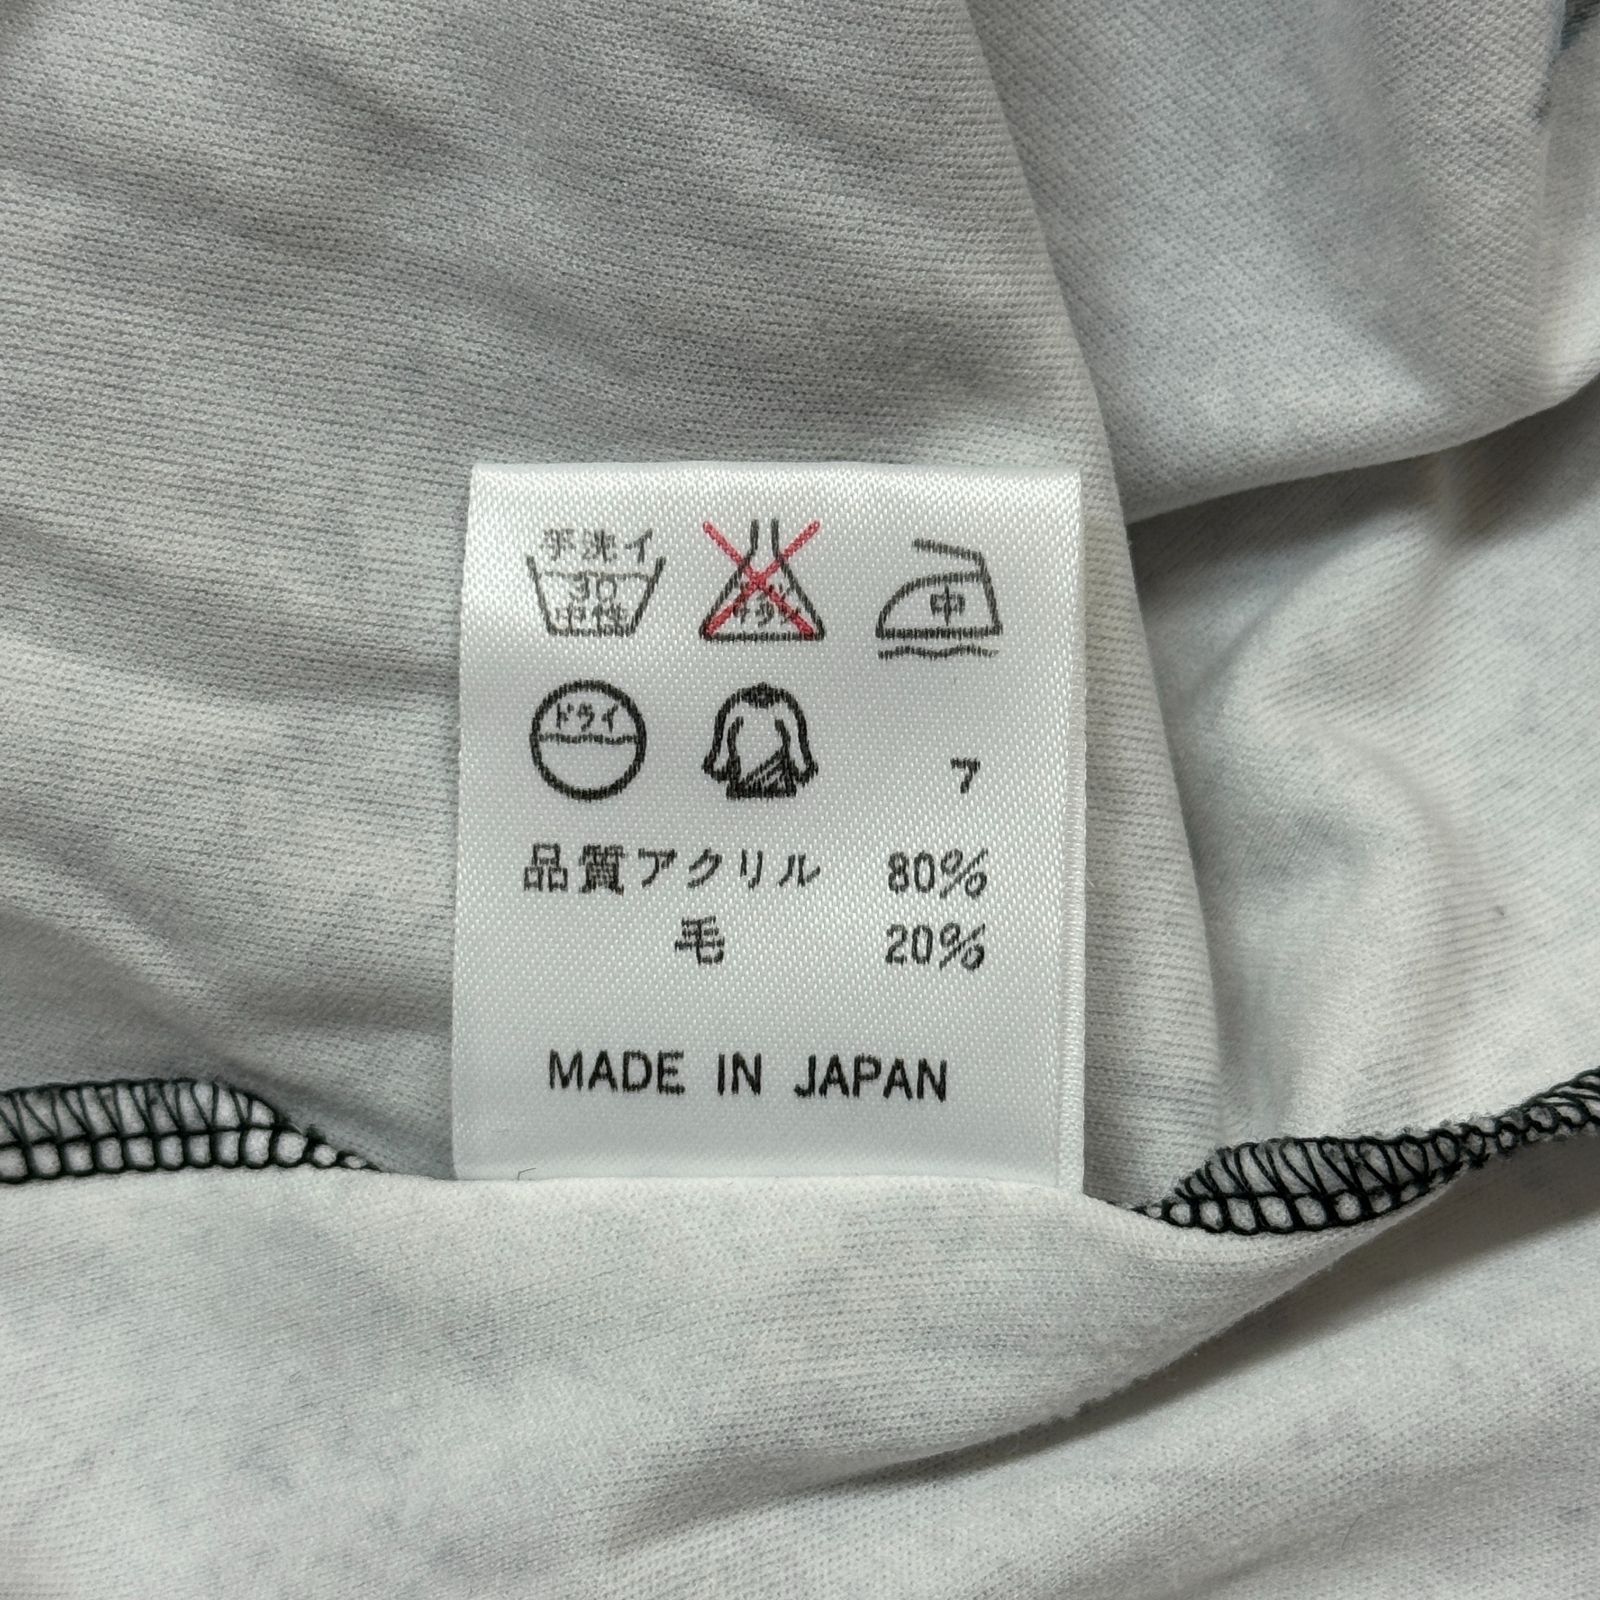 手洗イ
30
中性
中
ドライ
7
品質アクリル 80%
毛 20%
MADE IN JAPAN